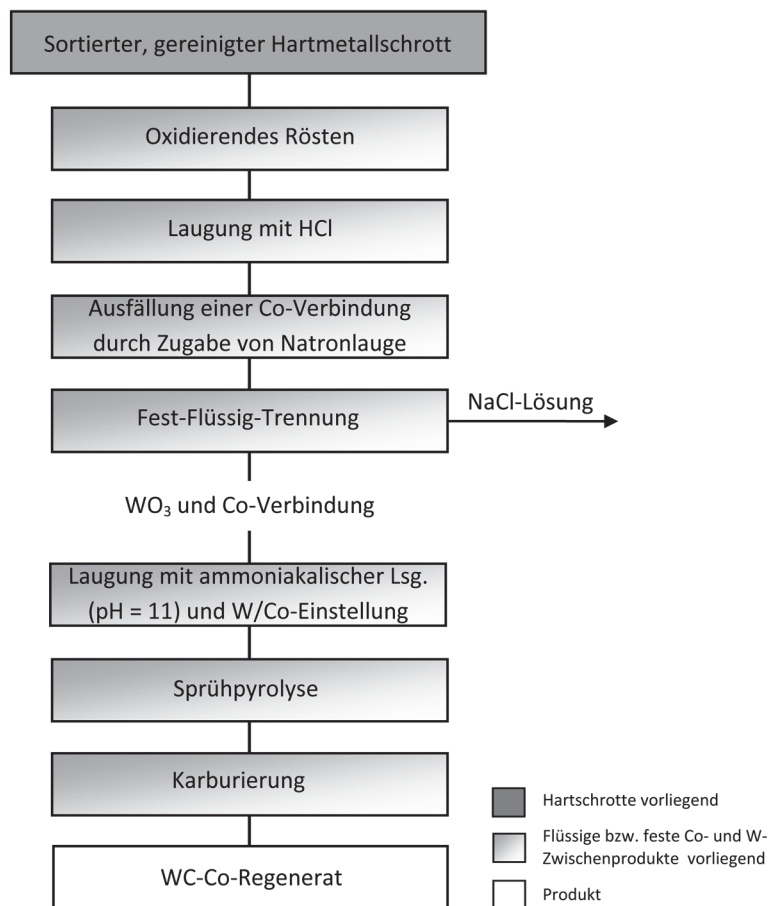 Sortierter, gereinigter Hartmetallschrott
Oxidierendes Rösten
Laugung mit HCl
Ausfällung einer Co-Verbindung
durch Zugabe von Natronlauge
Fest-Flüssig-Trennung
NaCl-Lösung
WO₃ und Co-Verbindung
Laugung mit ammoniakalischer Lsg.
(pH = 11) und W/Co-Einstellung
Sprühpyrolyse
Karburierung
WC-Co-Regenerat
Hartschrotte vorliegend
Flüssige bzw. feste Co- und W-
Zwischenprodukte vorliegend
Produkt